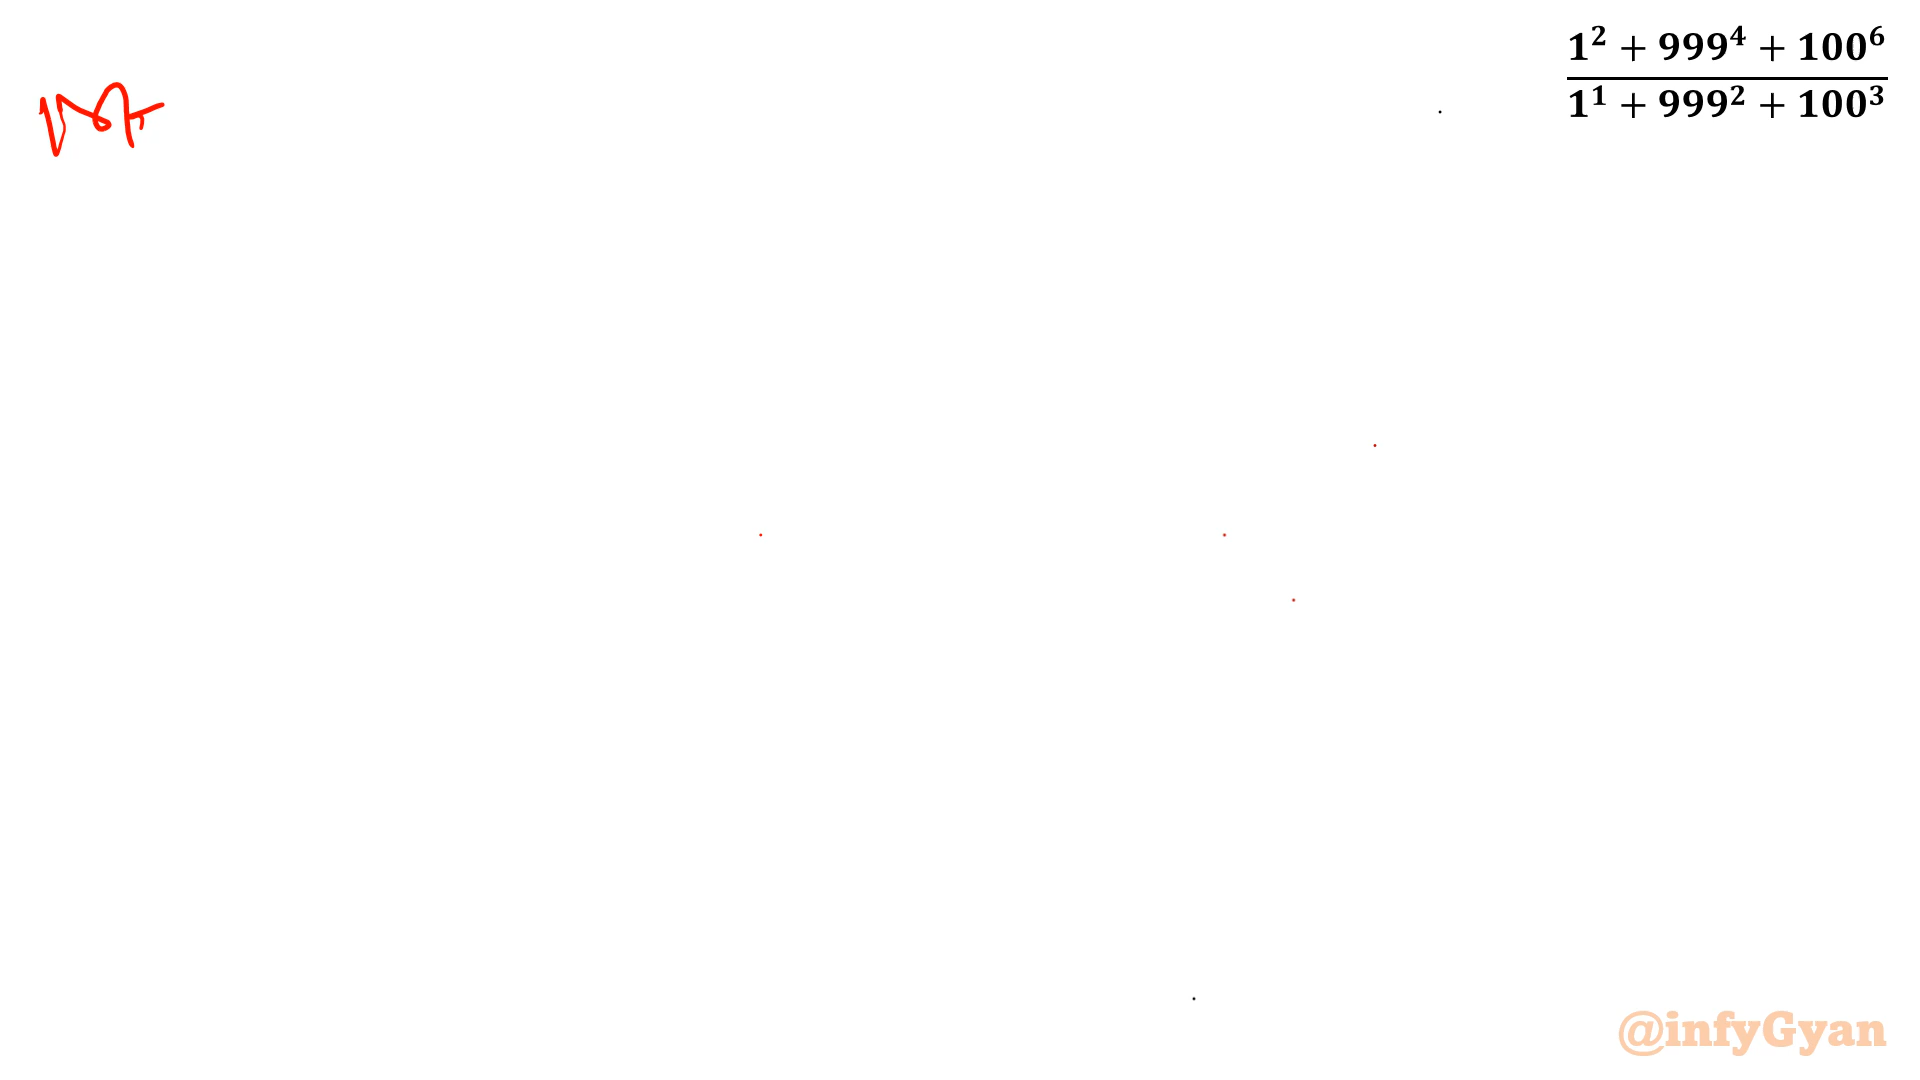 1² + 999⁴ + 100⁶
1¹ + 999² + 100³
@infyGyan